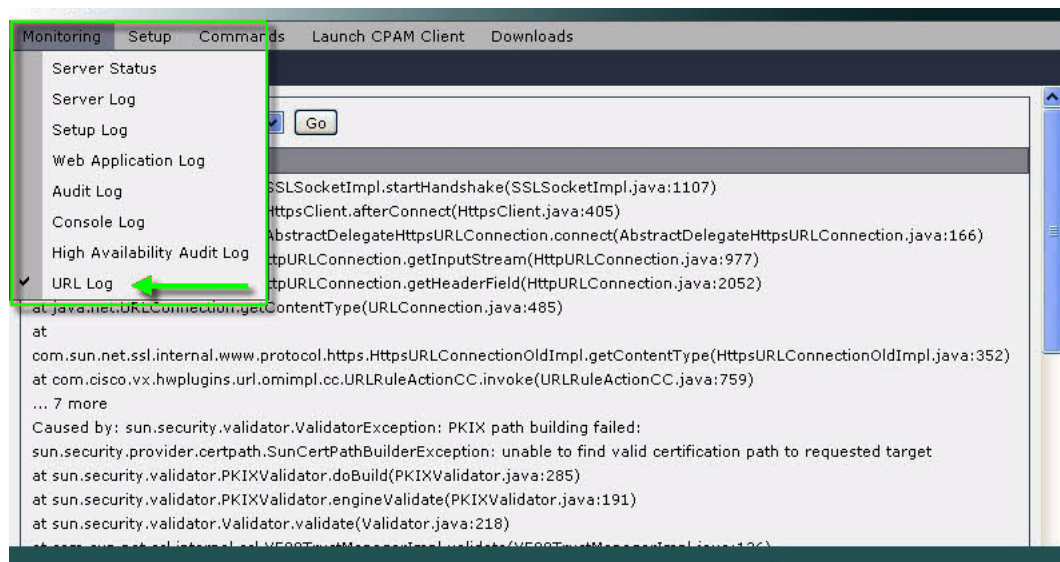 Monitoring Setup Commands Launch CPAM Client Downloads
Server Status
Server Log
Setup Log
Web Application Log
Audit Log
Console Log
High Availability Audit Log
URL Log
Go
SSLSocketImpl.startHandshake(SSLSocketImpl.java:1107)
HttpsClient.afterConnect(HttpsClient.java:405)
AbstractDelegateHttpsURLConnection.connect(AbstractDelegateHttpsURLConnection.java:166)
ttpURLConnection.getInputStream(HttpURLConnection.java:977)
ttpURLConnection.getHeaderField(HttpURLConnection.java:2052)
at java.net.URLConnection.getContentType(URLConnection.java:485)
at
com.sun.net.ssl.internal.www.protocol.https.HttpsURLConnectionOldImpl.getContentType(HttpsURLConnectionOldImpl.java:352)
at com.cisco.vx.hwplugins.url.omimpl.cc.URLRuleActionCC.invoke(URLRuleActionCC.java:759)
... 7 more
Caused by: sun.security.validator.ValidatorException: PKIX path building failed:
sun.security.provider.certpath.SunCertPathBuilderException: unable to find valid certification path to requested target
at sun.security.validator.PKIXValidator.doBuild(PKIXValidator.java:285)
at sun.security.validator.PKIXValidator.engineValidate(PKIXValidator.java:191)
at sun.security.validator.Validator.validate(Validator.java:218)